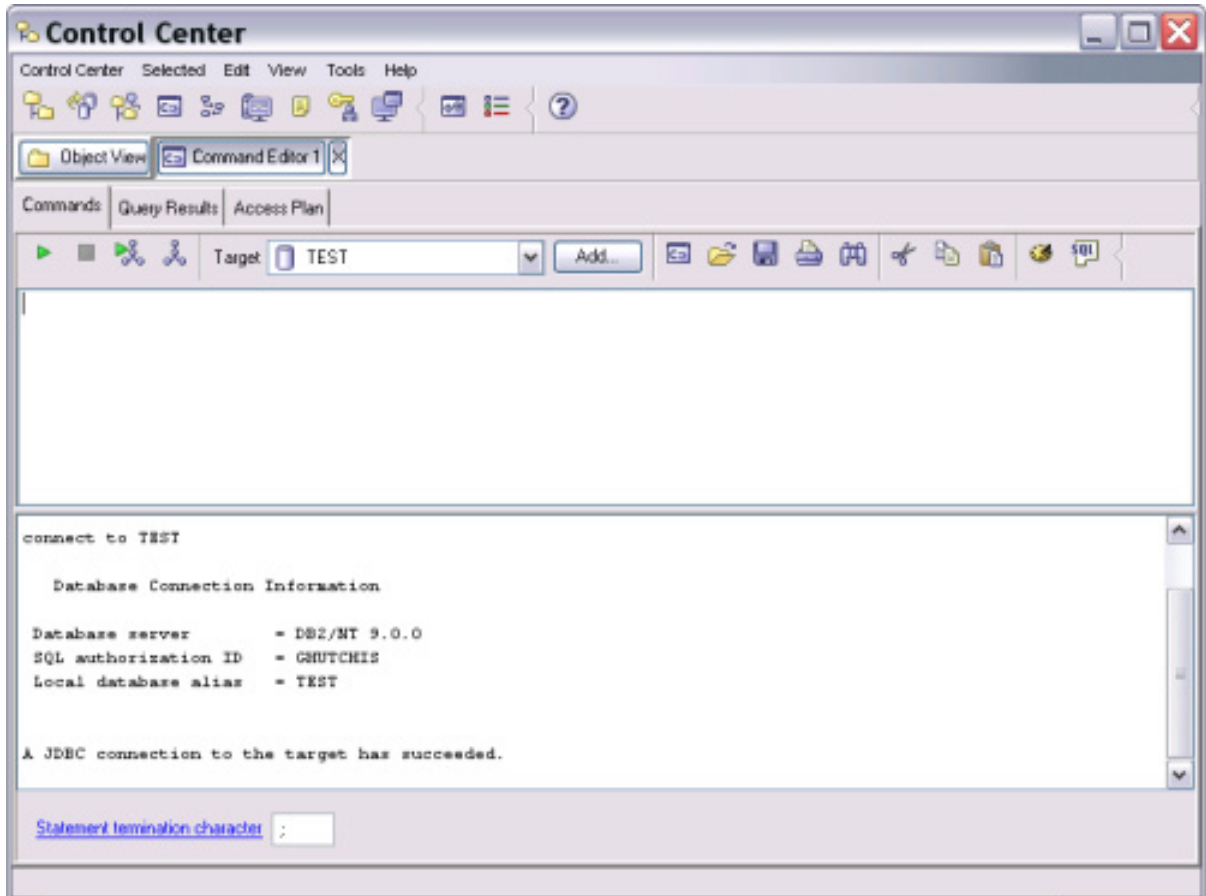 Control Center
Control Center Selected Edit View Tools Help
Object View Command Editor 1
Commands Query Results Access Plan
Target TEST Add... SQL
connect to TEST
Database Connection Information
Database server = DB2/NT 9.0.0
SQL authorization ID = GHUTCHIS
Local database alias = TEST
A JDBC connection to the target has succeeded.
Statement termination character ;